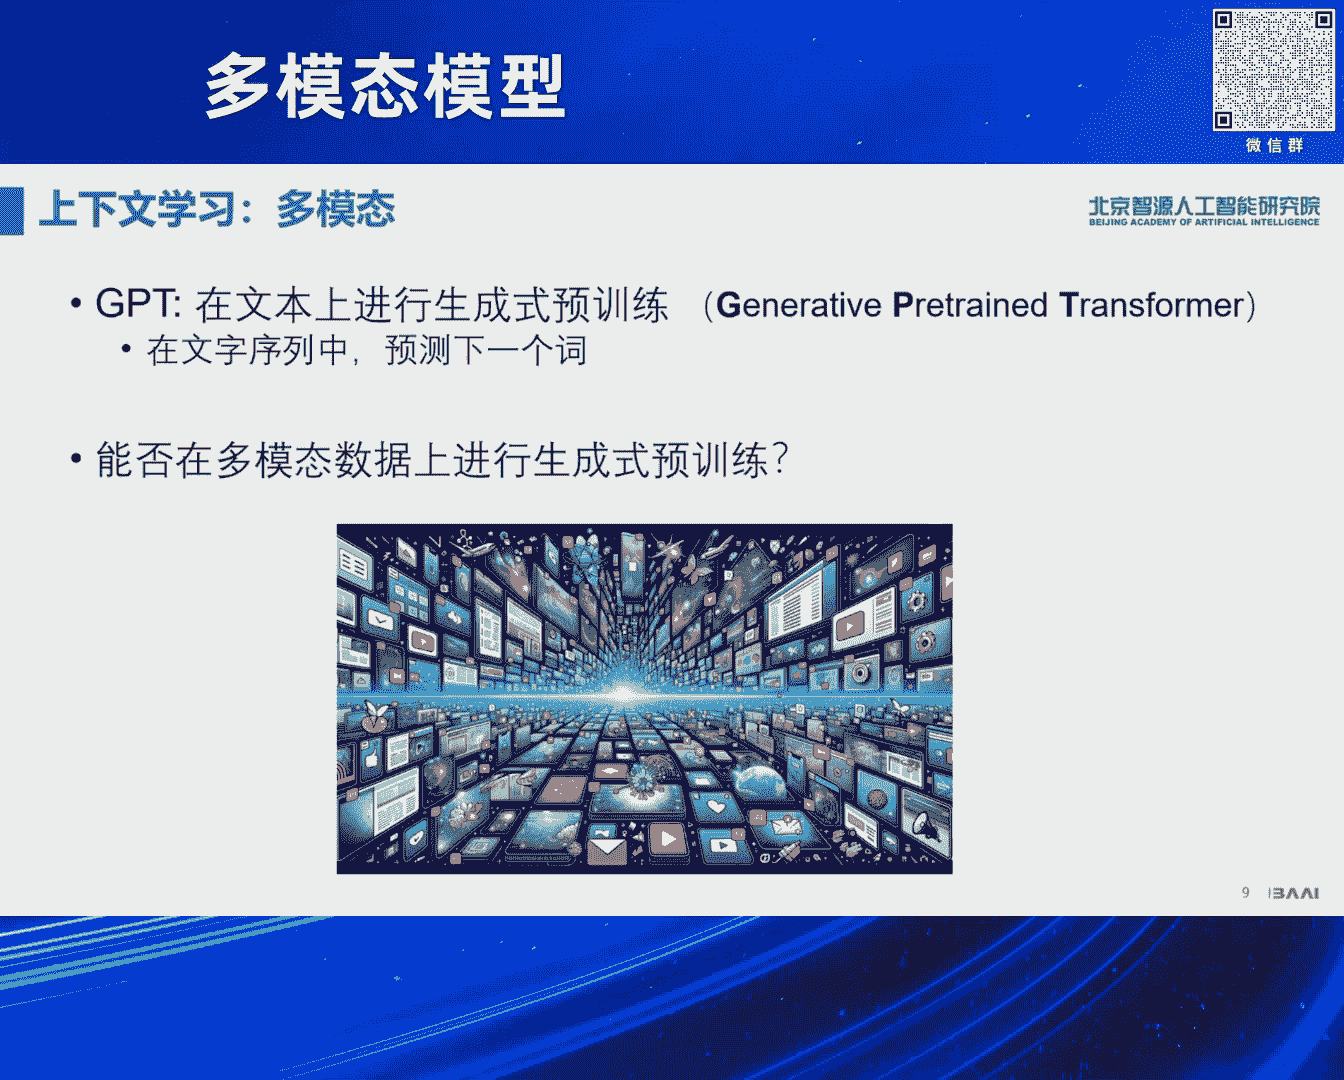 多模态模型
微信群
上下文学习：多模态
北京智源人工智能研究院
BEIJING ACADEMY OF ARTIFICIAL INTELLIGENCE
• GPT: 在文本上进行生成式预训练 （Generative Pretrained Transformer）
• 在文字序列中，预测下一个词
• 能否在多模态数据上进行生成式预训练？
9
BAAI